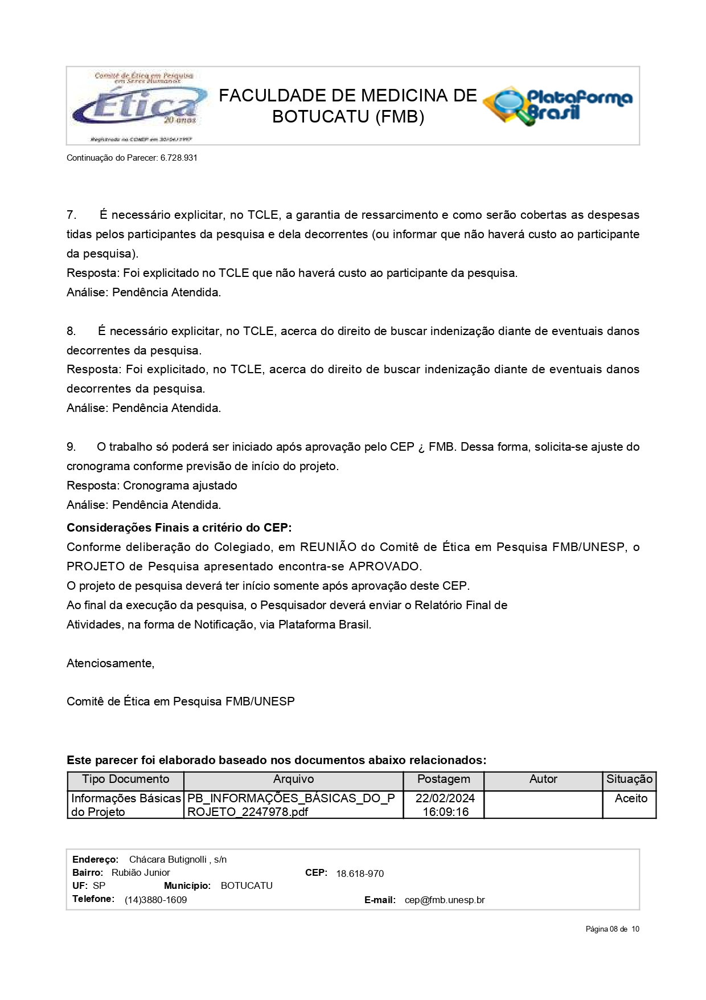 Comitê de Ética em Pesquisa
em Seres Humanos
Ética
20 anos
Registrado no CONEP em 30/04/1997
FACULDADE DE MEDICINA DE
BOTUCATU (FMB)
Plataforma
Brasil
Continuação do Parecer: 6.728.931
7. É necessário explicitar, no TCLE, a garantia de ressarcimento e como serão cobertas as despesas
tidas pelos participantes da pesquisa e dela decorrentes (ou informar que não haverá custo ao participante
da pesquisa).
Resposta: Foi explicitado no TCLE que não haverá custo ao participante da pesquisa.
Análise: Pendência Atendida.
8. É necessário explicitar, no TCLE, acerca do direito de buscar indenização diante de eventuais danos
decorrentes da pesquisa.
Resposta: Foi explicitado, no TCLE, acerca do direito de buscar indenização diante de eventuais danos
decorrentes da pesquisa.
Análise: Pendência Atendida.
9. O trabalho só poderá ser iniciado após aprovação pelo CEP ¿ FMB. Dessa forma, solicita-se ajuste do
cronograma conforme previsão de início do projeto.
Resposta: Cronograma ajustado
Análise: Pendência Atendida.
Considerações Finais a critério do CEP:
Conforme deliberação do Colegiado, em REUNIÃO do Comitê de Ética em Pesquisa FMB/UNESP, o
PROJETO de Pesquisa apresentado encontra-se APROVADO.
O projeto de pesquisa deverá ter início somente após aprovação deste CEP.
Ao final da execução da pesquisa, o Pesquisador deverá enviar o Relatório Final de
Atividades, na forma de Notificação, via Plataforma Brasil.
Atenciosamente,
Comitê de Ética em Pesquisa FMB/UNESP
Este parecer foi elaborado baseado nos documentos abaixo relacionados:
Tipo Documento Arquivo Postagem Autor Situação
Informações Básicas PB_INFORMAÇÕES_BÁSICAS_DO_P 22/02/2024 Aceito
do Projeto ROJETO_2247978.pdf 16:09:16
Endereço: Chácara Butignolli , s/n
Bairro: Rubião Junior CEP: 18.618-970
UF: SP Município: BOTUCATU
Telefone: (14)3880-1609 E-mail: cep@fmb.unesp.br
Página 08 de 10